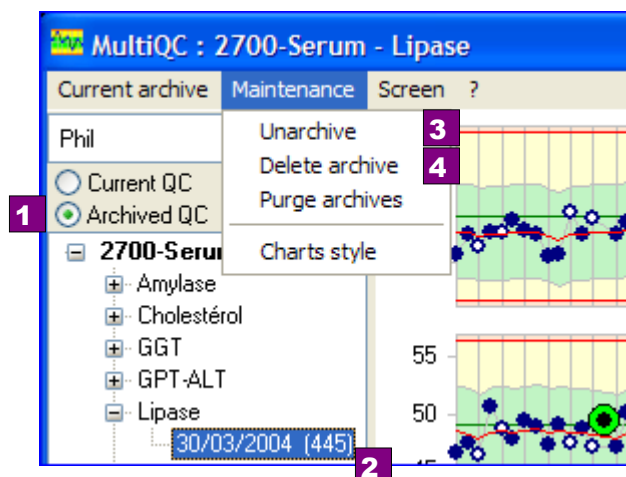 MultiQC : 2700-Serum - Lipase
Current archive Maintenance Screen ?
Phil
Unarchive 3
Delete archive 4
Purge archives
Charts style
Current QC
1 Archived QC
2700-Seru
Amylase
Cholestérol
GGT
GPT-ALT
Lipase
30/03/2004 (445)
2
55
50